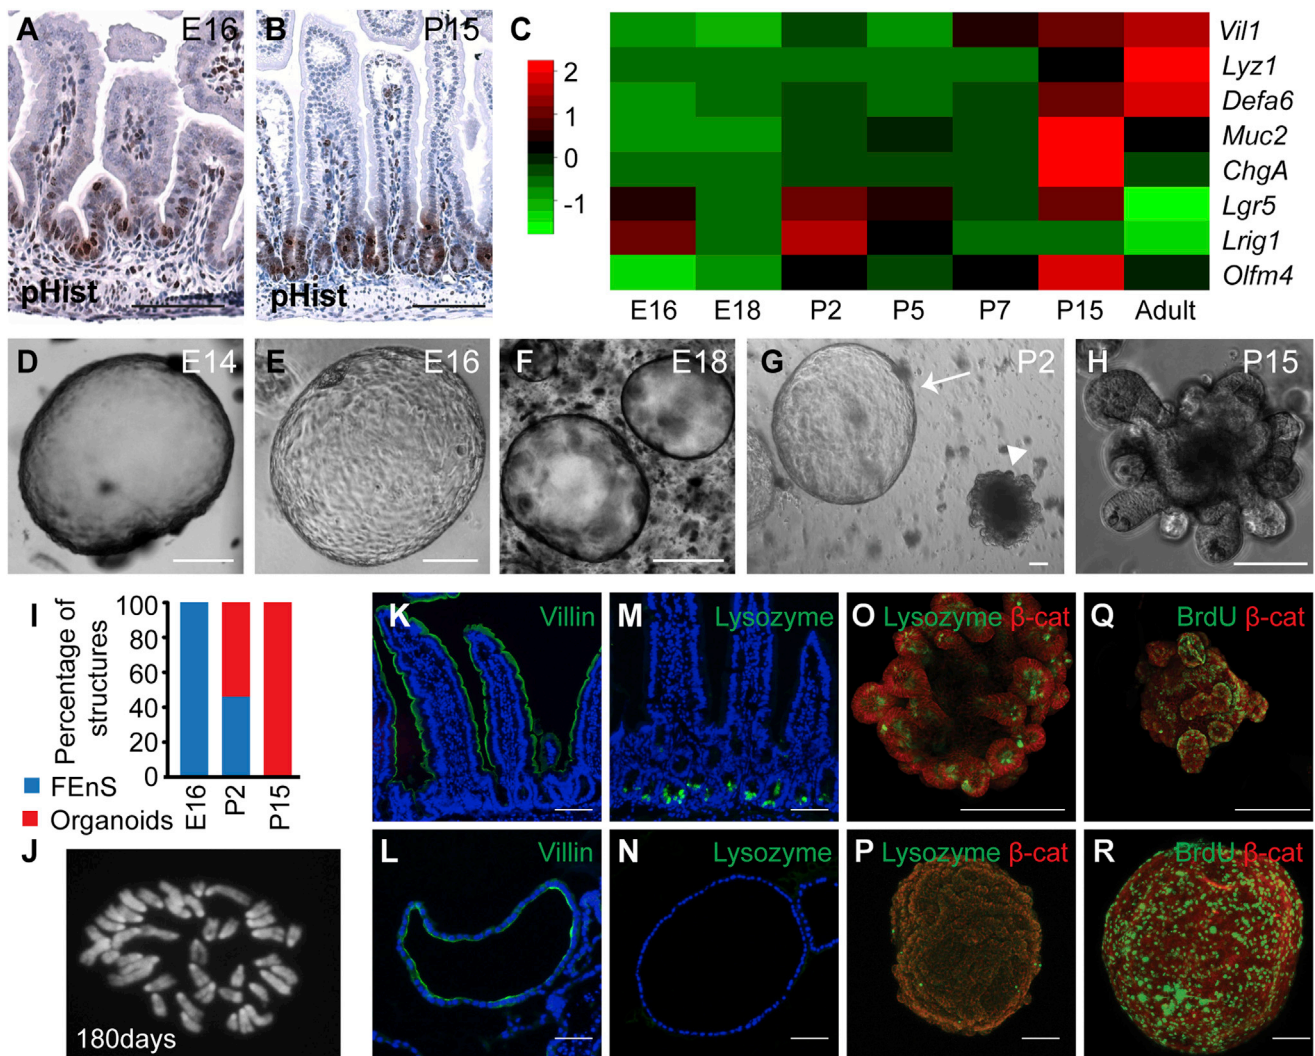 A E16
pHist
B P15
pHist
C
2
1
0
-1
Vil1
Lyz1
Defa6
Muc2
ChgA
Lgr5
Lrig1
Olfm4
E16 E18 P2 P5 P7 P15 Adult
D E14
E E16
F E18
G P2
H P15
I
Percentage of
structures
100
80
60
40
20
0
E16
P2
P15
FEnS
Organoids
J
180days
K Villin
M Lysozyme
O Lysozyme β-cat
Q BrdU β-cat
L Villin
N Lysozyme
P Lysozyme β-cat
R BrdU β-cat